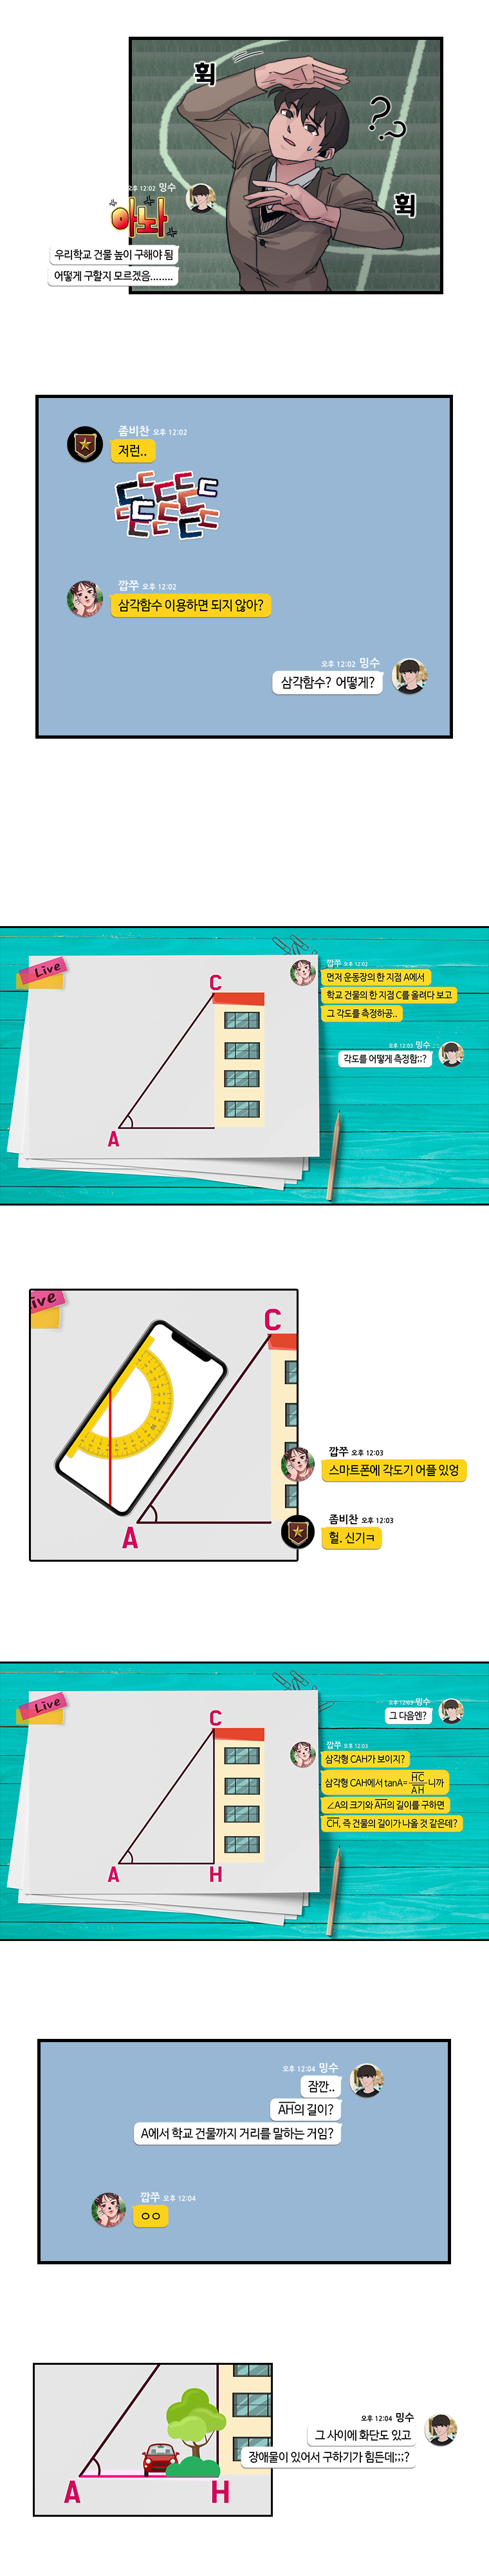 휙
휙
오후 12:02 밍수
아놔
우리학교 건물 높이 구해야 됨
어떻게 구할지 모르겠음........
좀비찬 오후 12:02
저런..
ㄷㄷㄷㄷㄷ
깝쭈 오후 12:02
삼각함수 이용하면 되지 않아?
오후 12:02 밍수
삼각함수? 어떻게?
Live
C
A
깝쭈 오후 12:02
먼저 운동장의 한 지점 A에서
학교 건물의 한 지점 C를 올려다 보고
그 각도를 측정하공..
오후 12:03 밍수
각도를 어떻게 측정함;;?
Live
C
A
깝쭈 오후 12:03
스마트폰에 각도기 어플 있엉
좀비찬 오후 12:03
헐. 신기ㅋ
Live
C
A
H
오후 12:03 밍수
그 다음엔?
깝쭈 오후 12:03
삼각형 CAH가 보이지?
삼각형 CAH에서 tanA=HC/AH니까
∠A의 크기와 AH의 길이를 구하면
CH, 즉 건물의 길이가 나올 것 같은데?
오후 12:04 밍수
잠깐..
AH의 길이?
A에서 학교 건물까지 거리를 말하는 거임?
깝쭈 오후 12:04
ㅇㅇ
A
H
오후 12:04 밍수
그 사이에 화단도 있고
장애물이 있어서 구하기가 힘든데;;;?